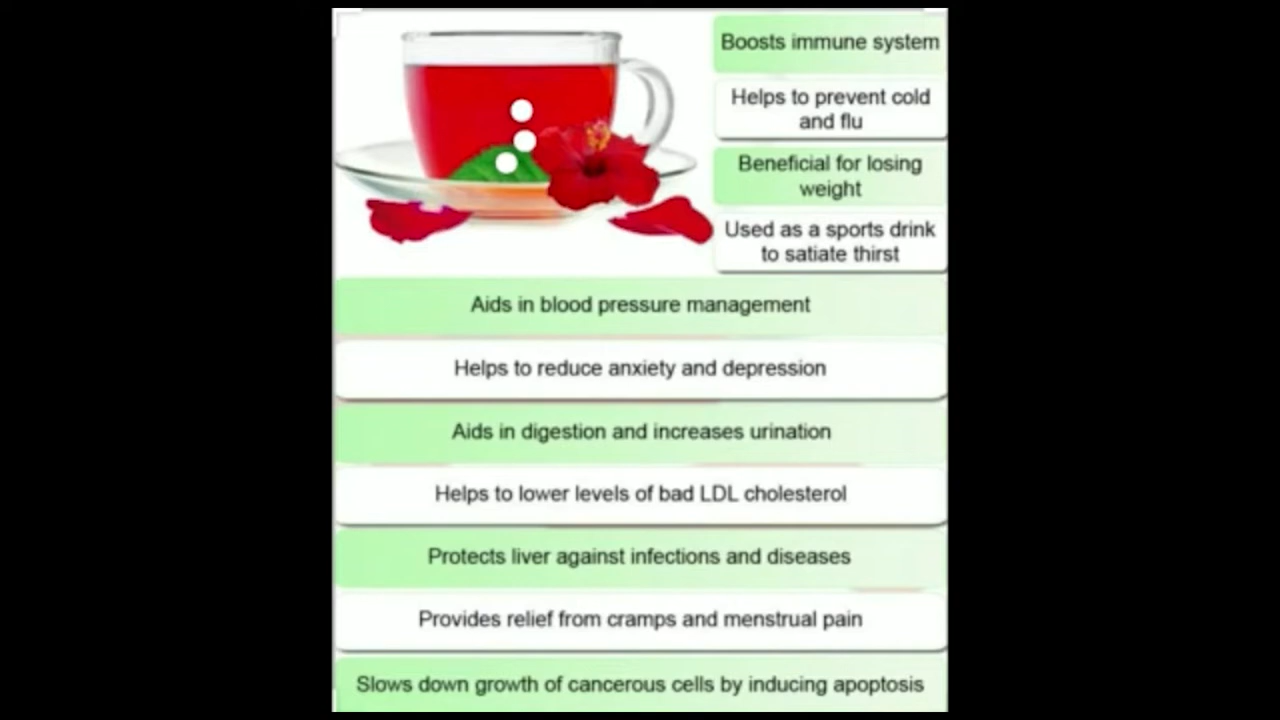 Boosts immune system
Helps to prevent cold
and flu
Beneficial for losing
weight
Used as a sports drink
to satiate thirst
Aids in blood pressure management
Helps to reduce anxiety and depression
Aids in digestion and increases urination
Helps to lower levels of bad LDL cholesterol
Protects liver against infections and diseases
Provides relief from cramps and menstrual pain
Slows down growth of cancerous cells by inducing apoptosis